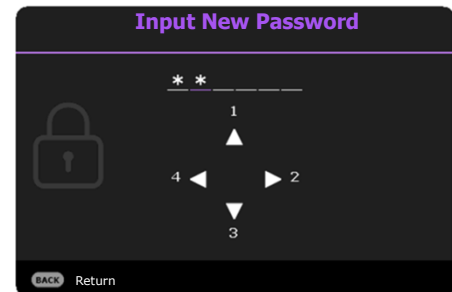 Input New Password
* * _ _ _ _
1
4 ◀ ▶ 2
3
BACK Return